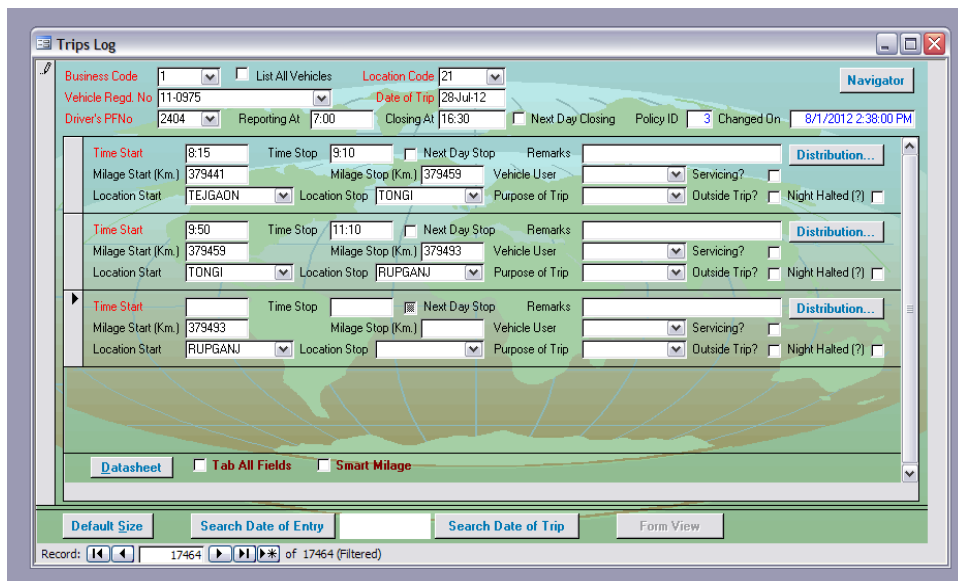 Trips Log
Business Code 1 List All Vehicles Location Code 21 Navigator
Vehicle Regd. No 11-0975 Date of Trip 28-Jul-12
Driver's PFNo 2404 Reporting At 7:00 Closing At 16:30 Next Day Closing Policy ID 3 Changed On 8/1/2012 2:38:00 PM
Time Start 8:15 Time Stop 9:10 Next Day Stop Remarks Distribution...
Milage Start (Km.) 379441 Milage Stop (Km.) 379459 Vehicle User Servicing?
Location Start TEJGAON Location Stop TONGI Purpose of Trip Outside Trip? Night Halted (?)
Time Start 9:50 Time Stop 11:10 Next Day Stop Remarks Distribution...
Milage Start (Km.) 379459 Milage Stop (Km.) 379493 Vehicle User Servicing?
Location Start TONGI Location Stop RUPGANJ Purpose of Trip Outside Trip? Night Halted (?)
Time Start Time Stop Next Day Stop Remarks Distribution...
Milage Start (Km.) 379493 Milage Stop (Km.) Vehicle User Servicing?
Location Start RUPGANJ Location Stop Purpose of Trip Outside Trip? Night Halted (?)
Datasheet Tab All Fields Smart Milage
Default Size Search Date of Entry Search Date of Trip Form View
Record: 17464 of 17464 (Filtered)